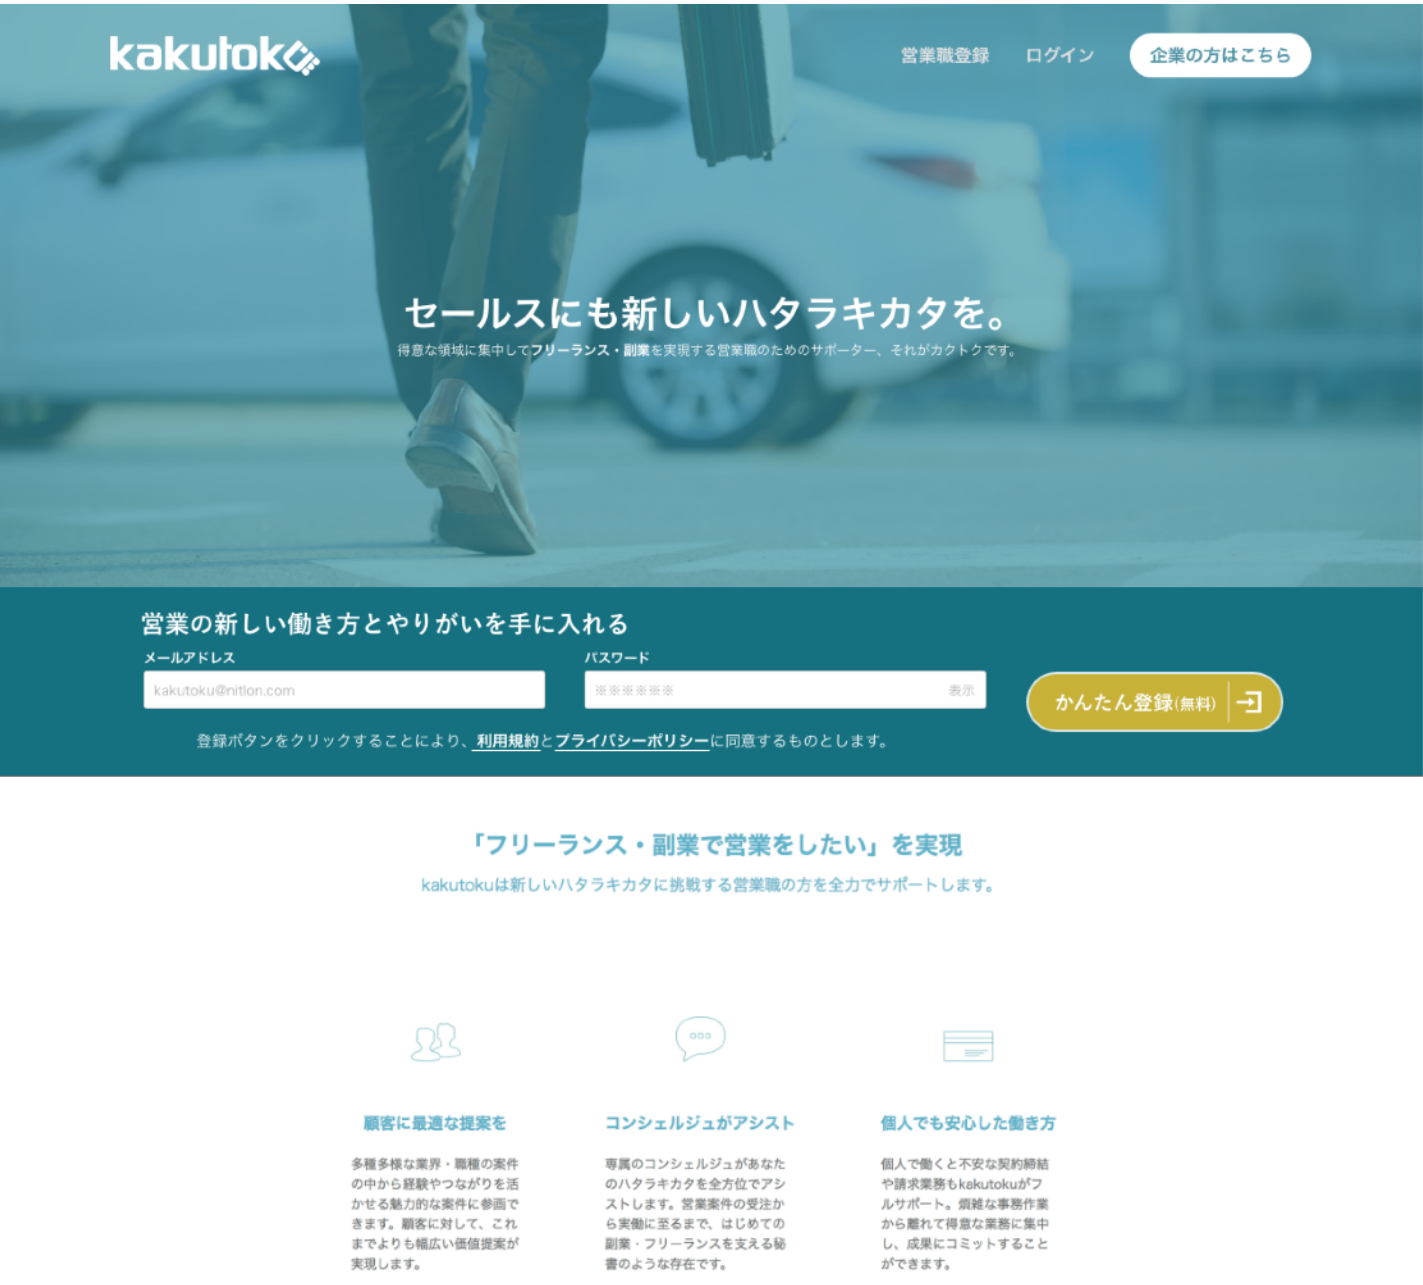 kakutoku
営業職登録
ログイン
企業の方はこちら
セールスにも新しいハタラキカタを。
得意な領域に集中してフリーランス・副業を実現する営業職のためのサポーター、それがカクトクです。
営業の新しい働き方とやりがいを手に入れる
メールアドレス
パスワード
kakutoku@nitlon.com
※※※※※※
表示
かんたん登録(無料)
登録ボタンをクリックすることにより、利用規約とプライバシーポリシーに同意するものとします。
「フリーランス・副業で営業をしたい」を実現
kakutokuは新しいハタラキカタに挑戦する営業職の方を全力でサポートします。
顧客に最適な提案を
多種多様な業界・職種の案件
の中から経験やつながりを活
かせる魅力的な案件に参画で
きます。顧客に対して、これ
までよりも幅広い価値提案が
実現します。
コンシェルジュがアシスト
専属のコンシェルジュがあなた
のハタラキカタを全方位でアシ
ストします。営業案件の受注か
ら実働に至るまで、はじめての
副業・フリーランスを支える秘
書のような存在です。
個人でも安心した働き方
個人で働くと不安な契約締結
や請求業務もkakutokuがフ
ルサポート。煩雑な事務作業
から離れて得意な業務に集中
し、成果にコミットすること
ができます。